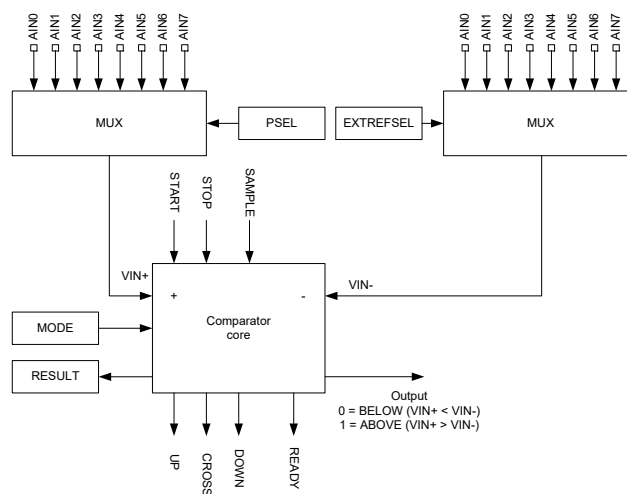 AIN0
AIN1
AIN2
AIN3
AIN4
AIN5
AIN6
AIN7
AIN0
AIN1
AIN2
AIN3
AIN4
AIN5
AIN6
AIN7
MUX
PSEL
EXTREFSEL
MUX
START
STOP
SAMPLE
VIN+
VIN-
+
-
MODE
Comparator
core
RESULT
Output
0 = BELOW (VIN+ < VIN-)
1 = ABOVE (VIN+ > VIN-)
UP
CROSS
DOWN
READY